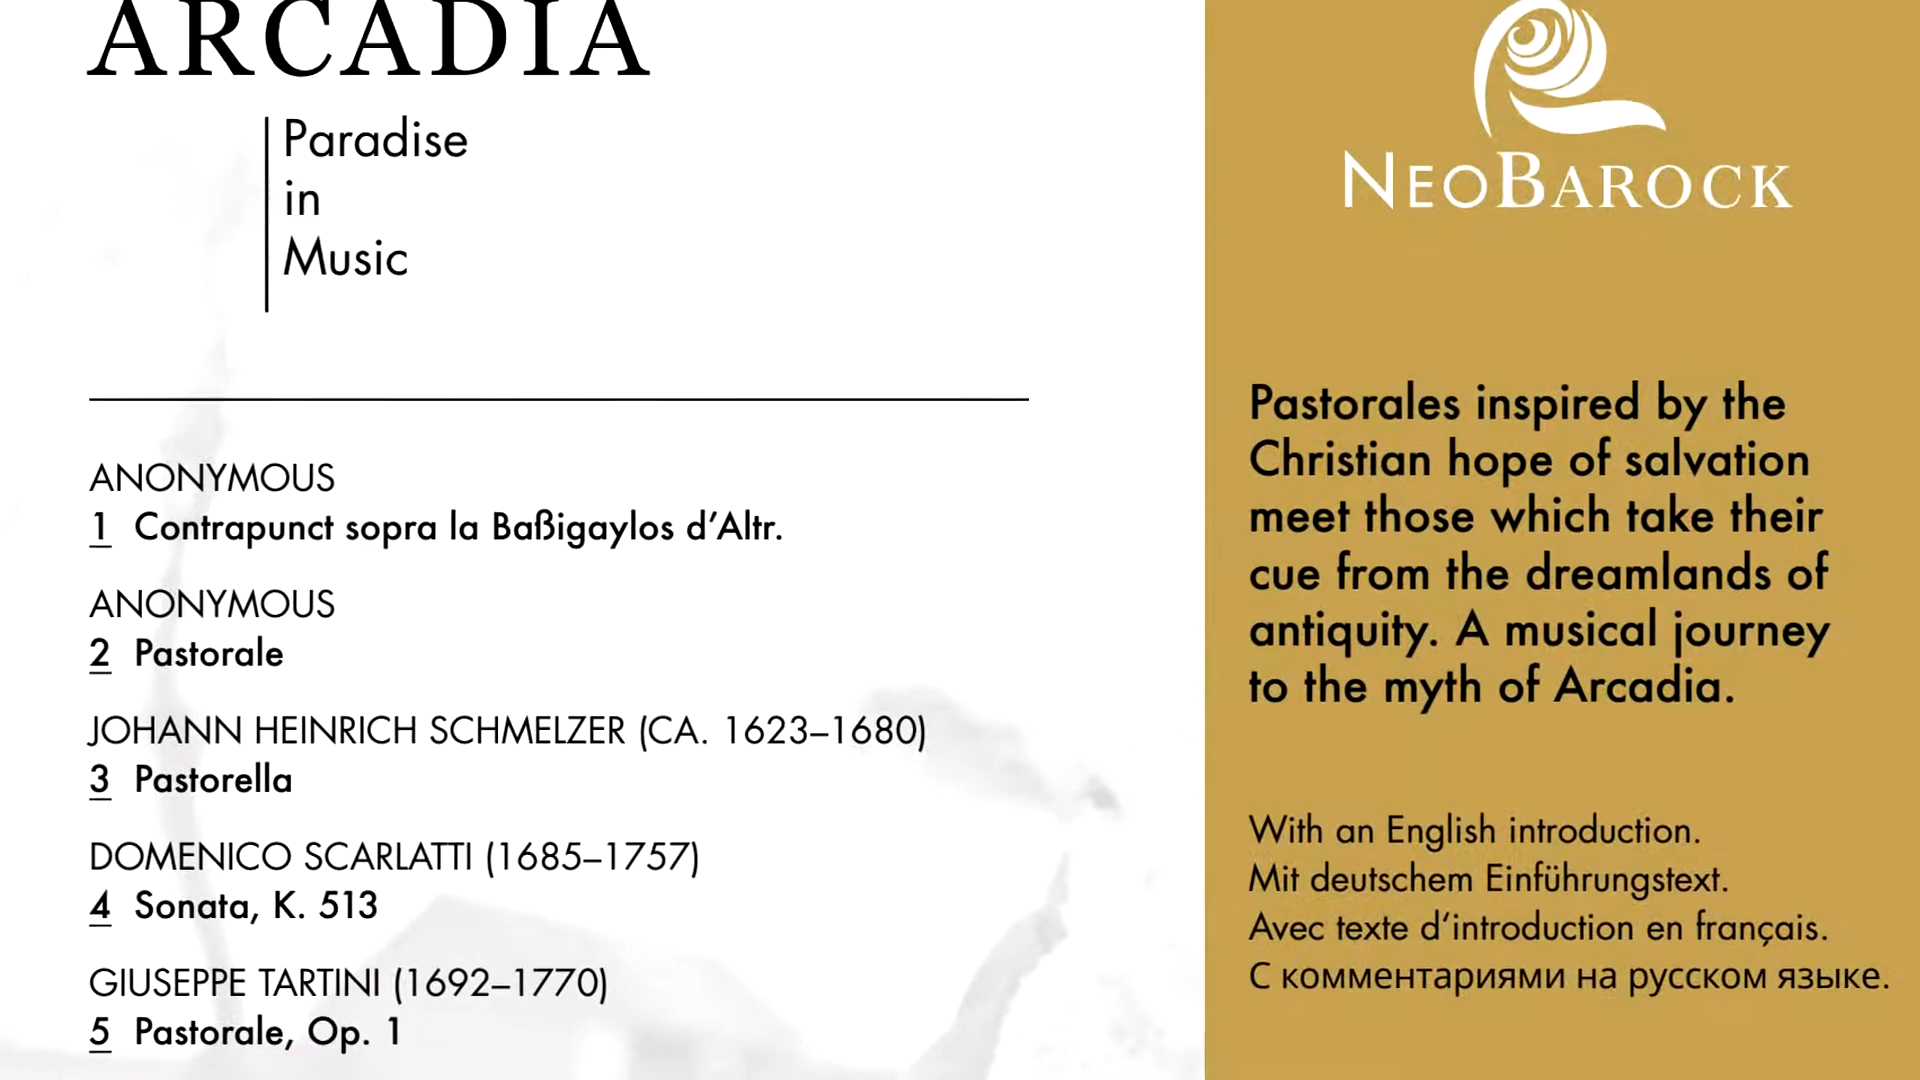 ARCADIA
Paradise
in
Music
ANONYMOUS
1 Contrapunct sopra la Baßigaylos d’Altr.
ANONYMOUS
2 Pastorale
JOHANN HEINRICH SCHMELZER (CA. 1623–1680)
3 Pastorella
DOMENICO SCARLATTI (1685–1757)
4 Sonata, K. 513
GIUSEPPE TARTINI (1692–1770)
5 Pastorale, Op. 1
NEOBAROCK
Pastorales inspired by the
Christian hope of salvation
meet those which take their
cue from the dreamlands of
antiquity. A musical journey
to the myth of Arcadia.
With an English introduction.
Mit deutschem Einführungstext.
Avec texte d‘introduction en français.
С комментариями на русском языке.